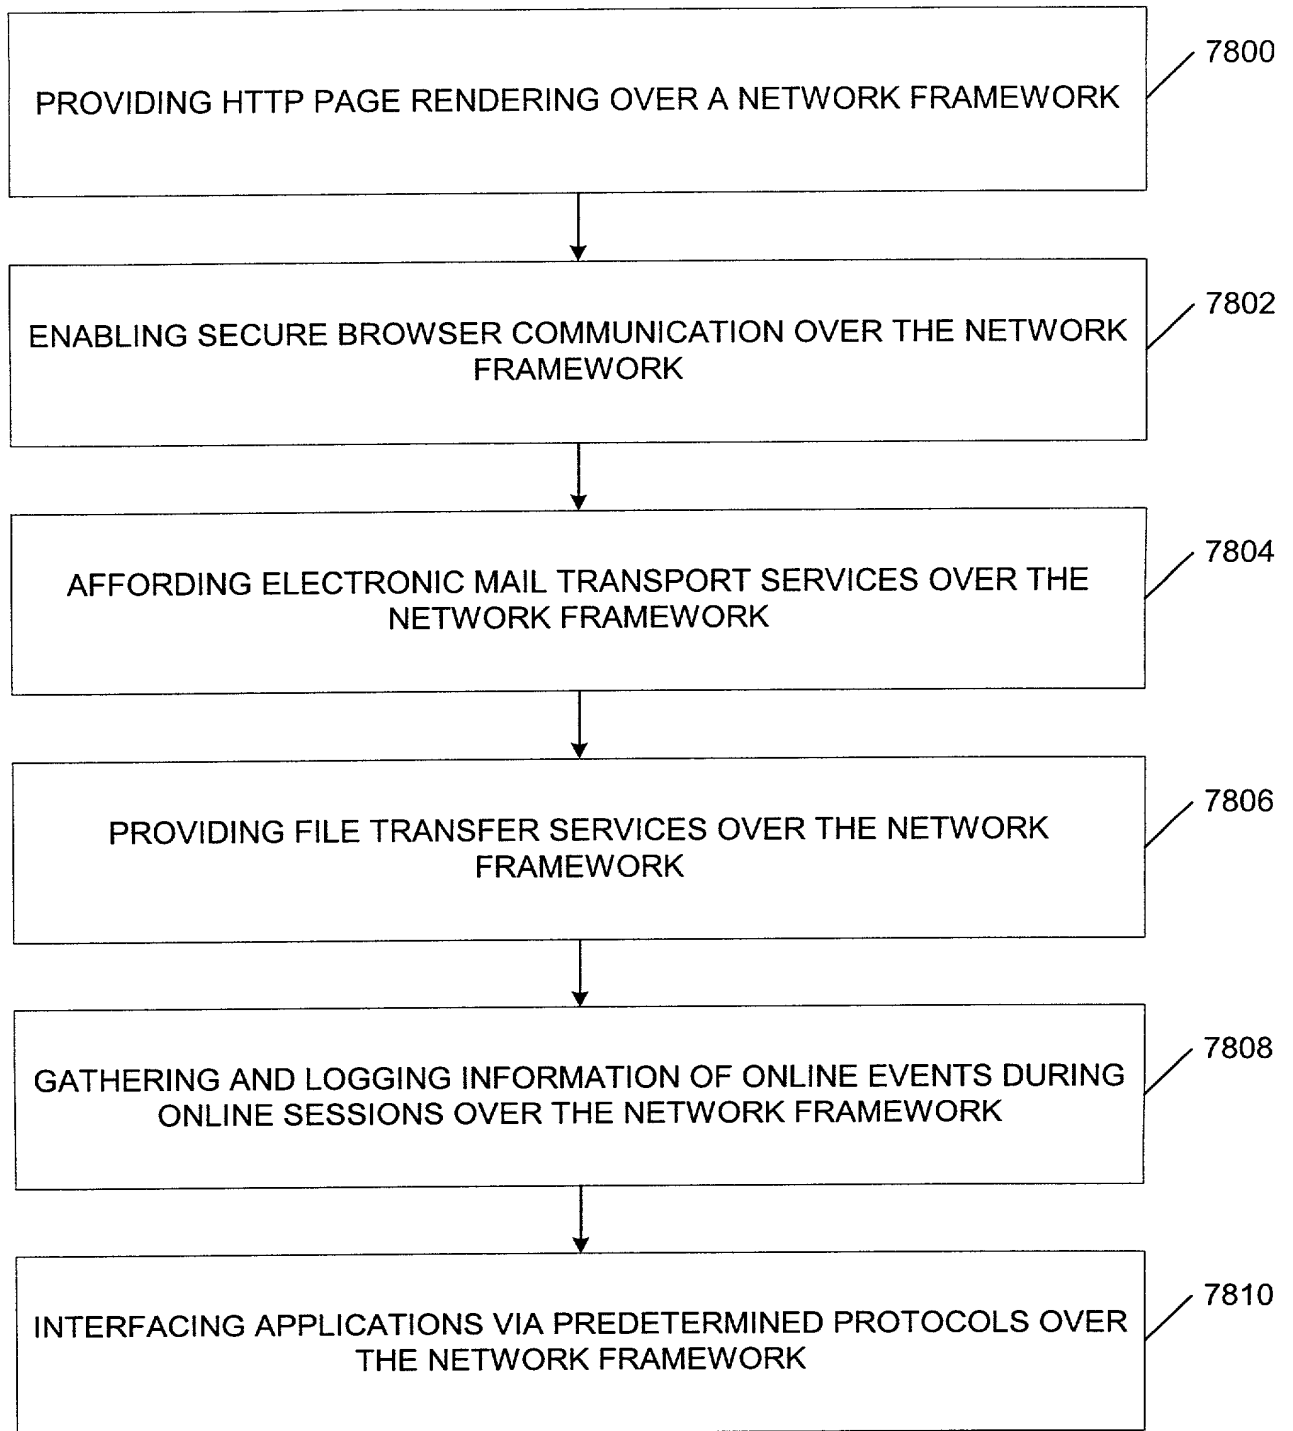 7800
PROVIDING HTTP PAGE RENDERING OVER A NETWORK FRAMEWORK
7802
ENABLING SECURE BROWSER COMMUNICATION OVER THE NETWORK
FRAMEWORK
7804
AFFORDING ELECTRONIC MAIL TRANSPORT SERVICES OVER THE
NETWORK FRAMEWORK
7806
PROVIDING FILE TRANSFER SERVICES OVER THE NETWORK
FRAMEWORK
7808
GATHERING AND LOGGING INFORMATION OF ONLINE EVENTS DURING
ONLINE SESSIONS OVER THE NETWORK FRAMEWORK
7810
INTERFACING APPLICATIONS VIA PREDETERMINED PROTOCOLS OVER
THE NETWORK FRAMEWORK